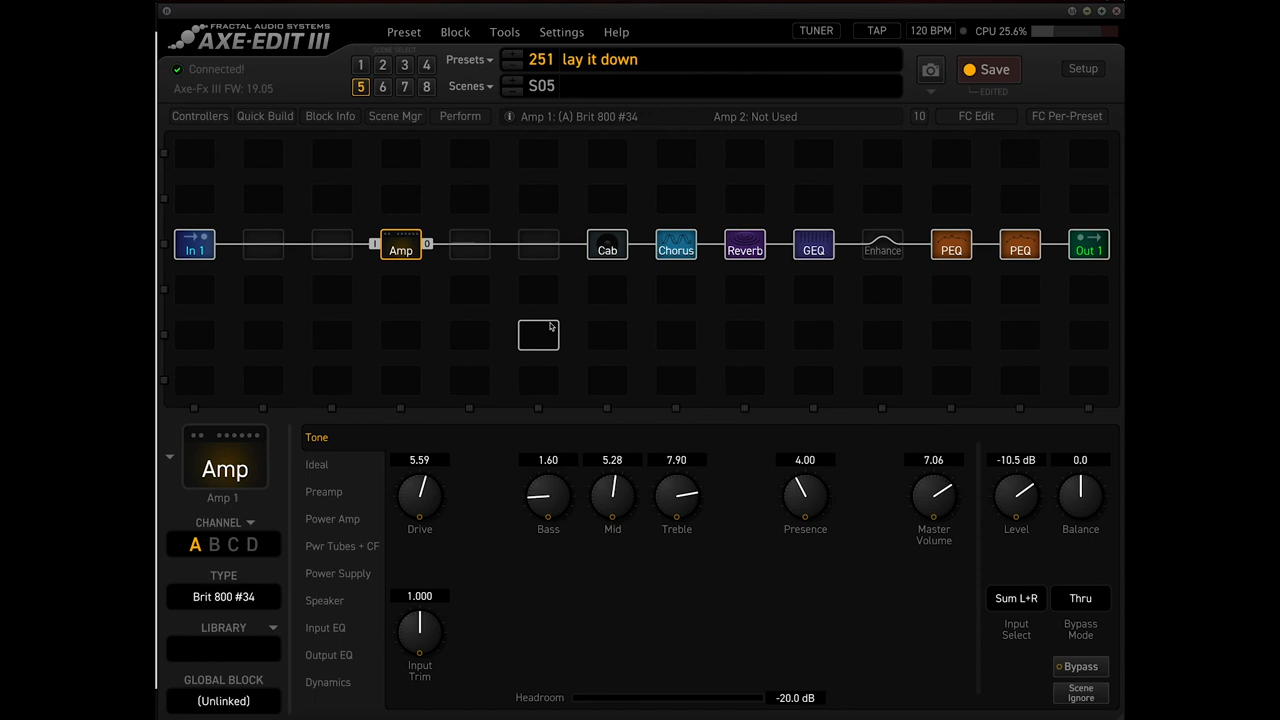 FRACTAL AUDIO SYSTEMS
AXE-EDIT III
Preset Block Tools Settings Help
TUNER TAP 120 BPM CPU 25.6%
SCENE SELECT
1 2 3 4
5 6 7 8
Connected!
Axe-Fx III FW: 19.05
Presets 251 lay it down
Scenes S05
Save
EDITED
Setup
Controllers Quick Build Block Info Scene Mgr Perform
Amp 1: (A) Brit 800 #34 Amp 2: Not Used
10 FC Edit FC Per-Preset
In 1 I Amp O Cab Chorus Reverb GEQ Enhance PEQ PEQ Out 1
Amp
Amp 1
CHANNEL
A B C D
TYPE
Brit 800 #34
LIBRARY
GLOBAL BLOCK
(Unlinked)
Tone
Ideal
Preamp
Power Amp
Pwr Tubes + CF
Power Supply
Speaker
Input EQ
Output EQ
Dynamics
5.59 1.60 5.28 7.90 4.00 7.06 -10.5 dB 0.0
Drive Bass Mid Treble Presence Master Volume Level Balance
1.000
Input Trim
Sum L+R Thru
Input Select Bypass Mode
Bypass
Scene Ignore
Headroom -20.0 dB